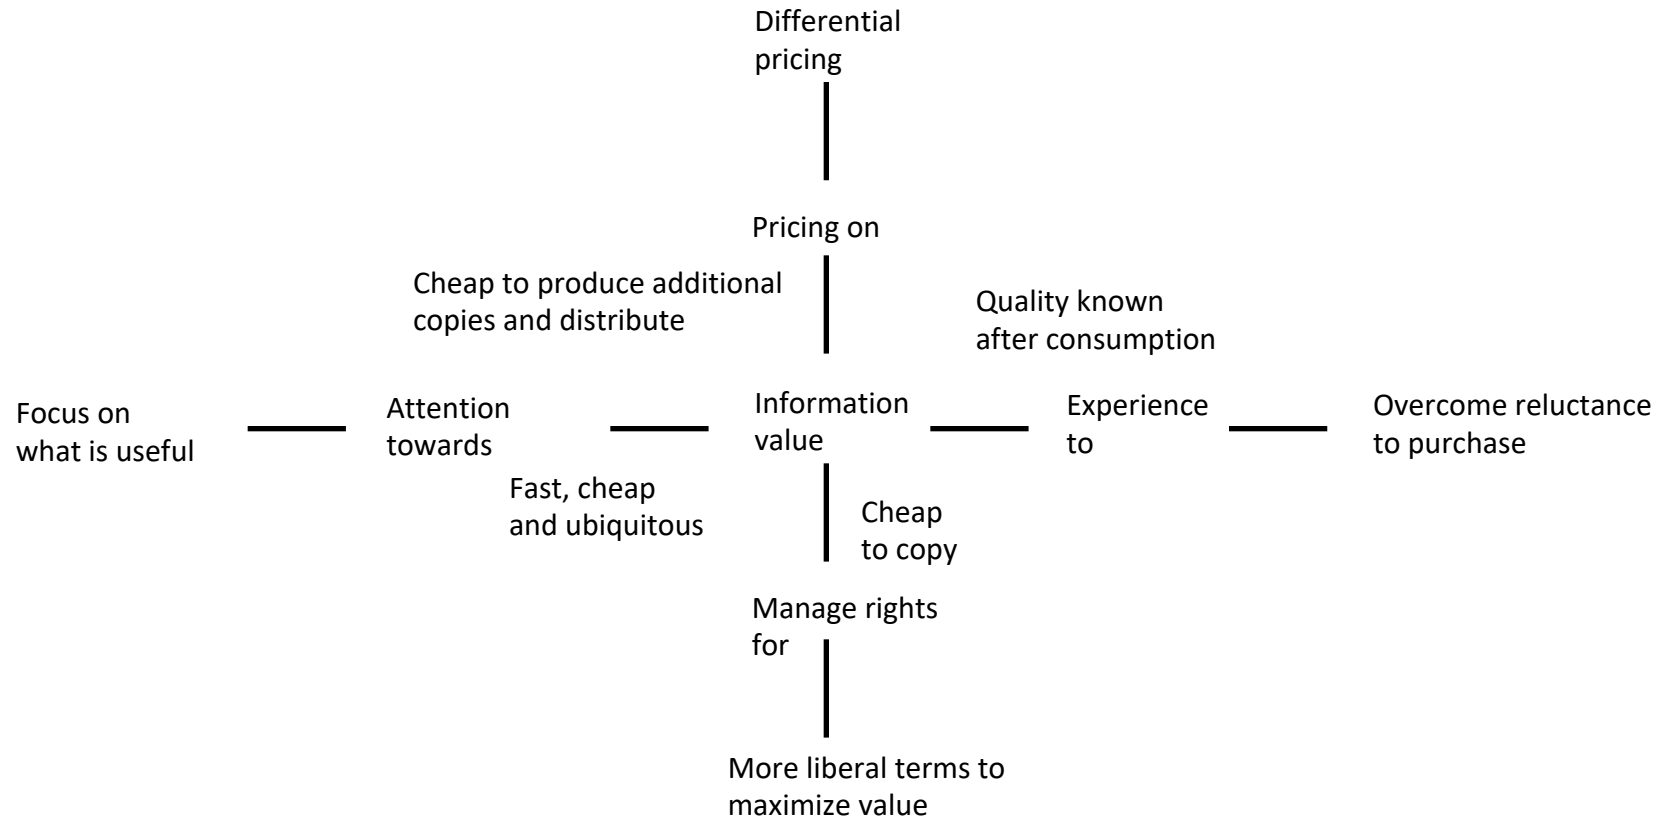 Differential
pricing
Pricing on
Cheap to produce additional
copies and distribute
Quality known
after consumption
Focus on
what is useful
Attention
towards
Information
value
Experience
to
Overcome reluctance
to purchase
Fast, cheap
and ubiquitous
Cheap
to copy
Manage rights
for
More liberal terms to
maximize value